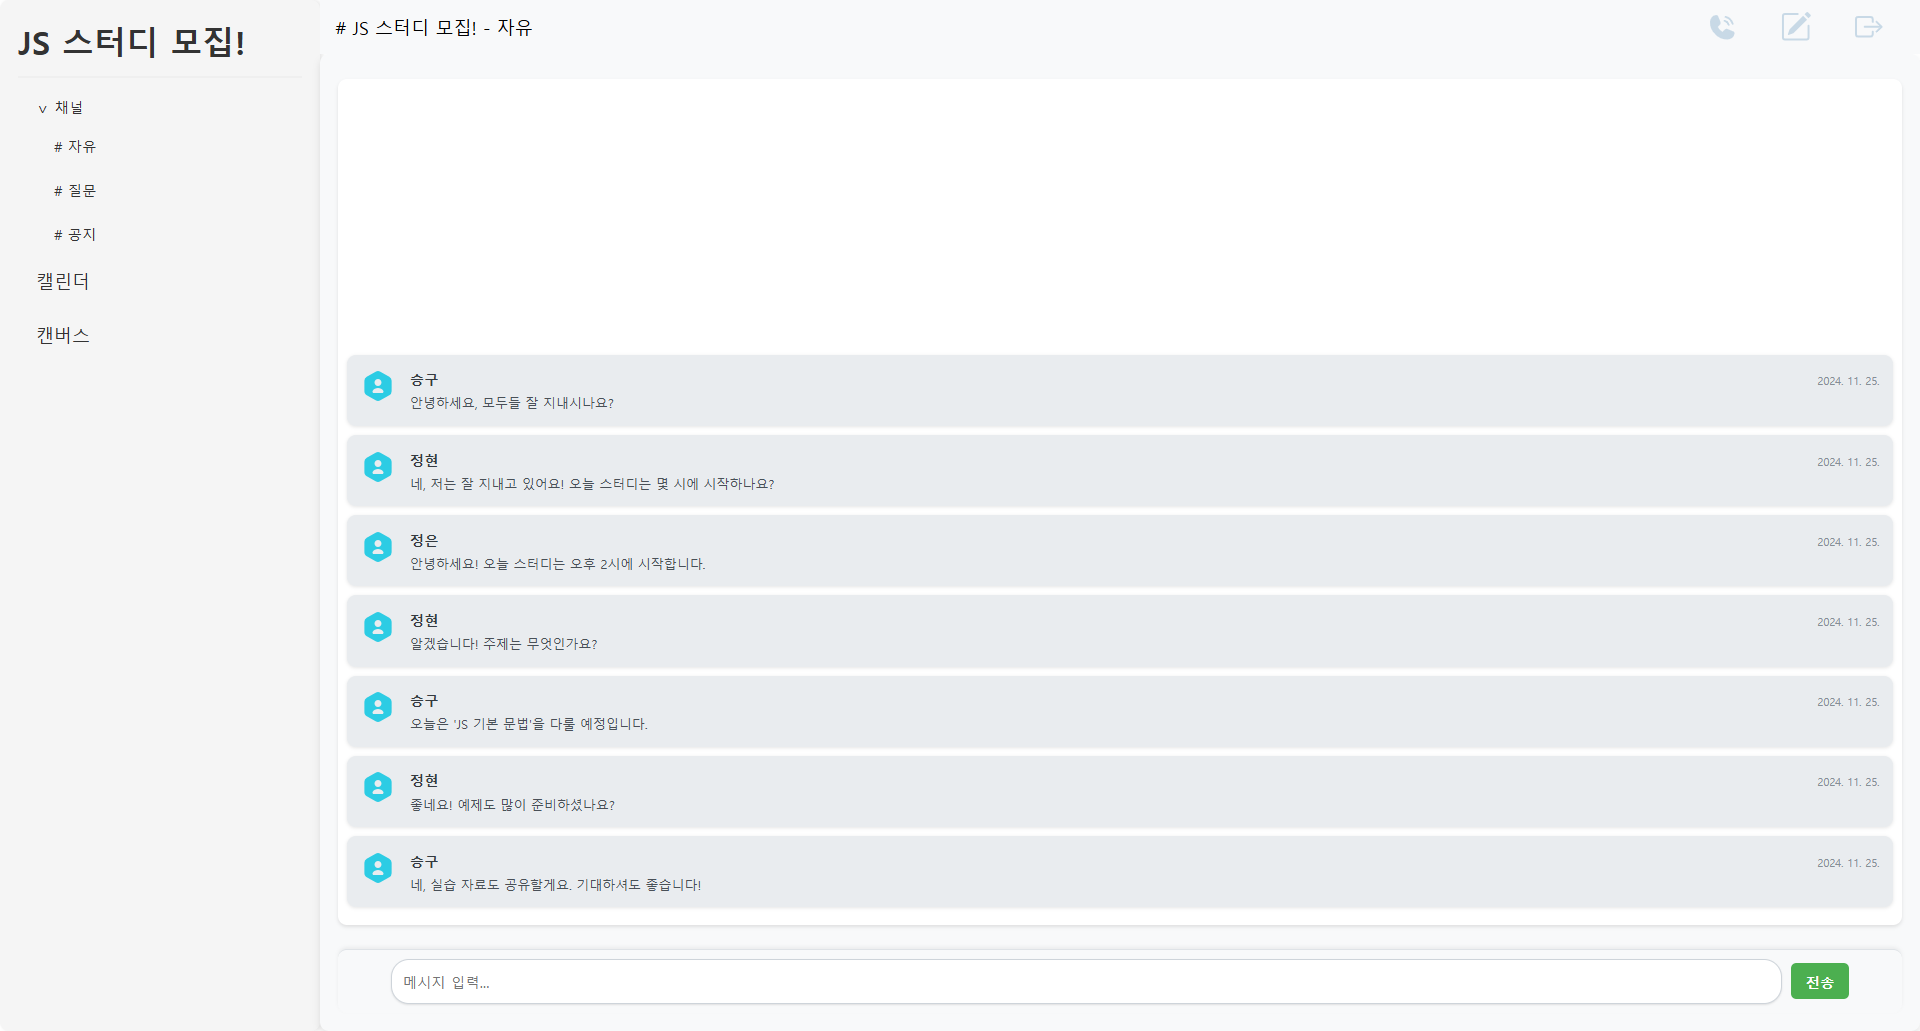 JS 스터디 모집!
v 채널
# 자유
# 질문
# 공지
캘린더
캔버스
# JS 스터디 모집! - 자유
승구 2024. 11. 25.
안녕하세요, 모두들 잘 지내시나요?
정현 2024. 11. 25.
네, 저는 잘 지내고 있어요! 오늘 스터디는 몇 시에 시작하나요?
정은 2024. 11. 25.
안녕하세요! 오늘 스터디는 오후 2시에 시작합니다.
정현 2024. 11. 25.
알겠습니다! 주제는 무엇인가요?
승구 2024. 11. 25.
오늘은 'JS 기본 문법'을 다룰 예정입니다.
정현 2024. 11. 25.
좋네요! 예제도 많이 준비하셨나요?
승구 2024. 11. 25.
네, 실습 자료도 공유할게요. 기대하셔도 좋습니다!
메시지 입력...
전송